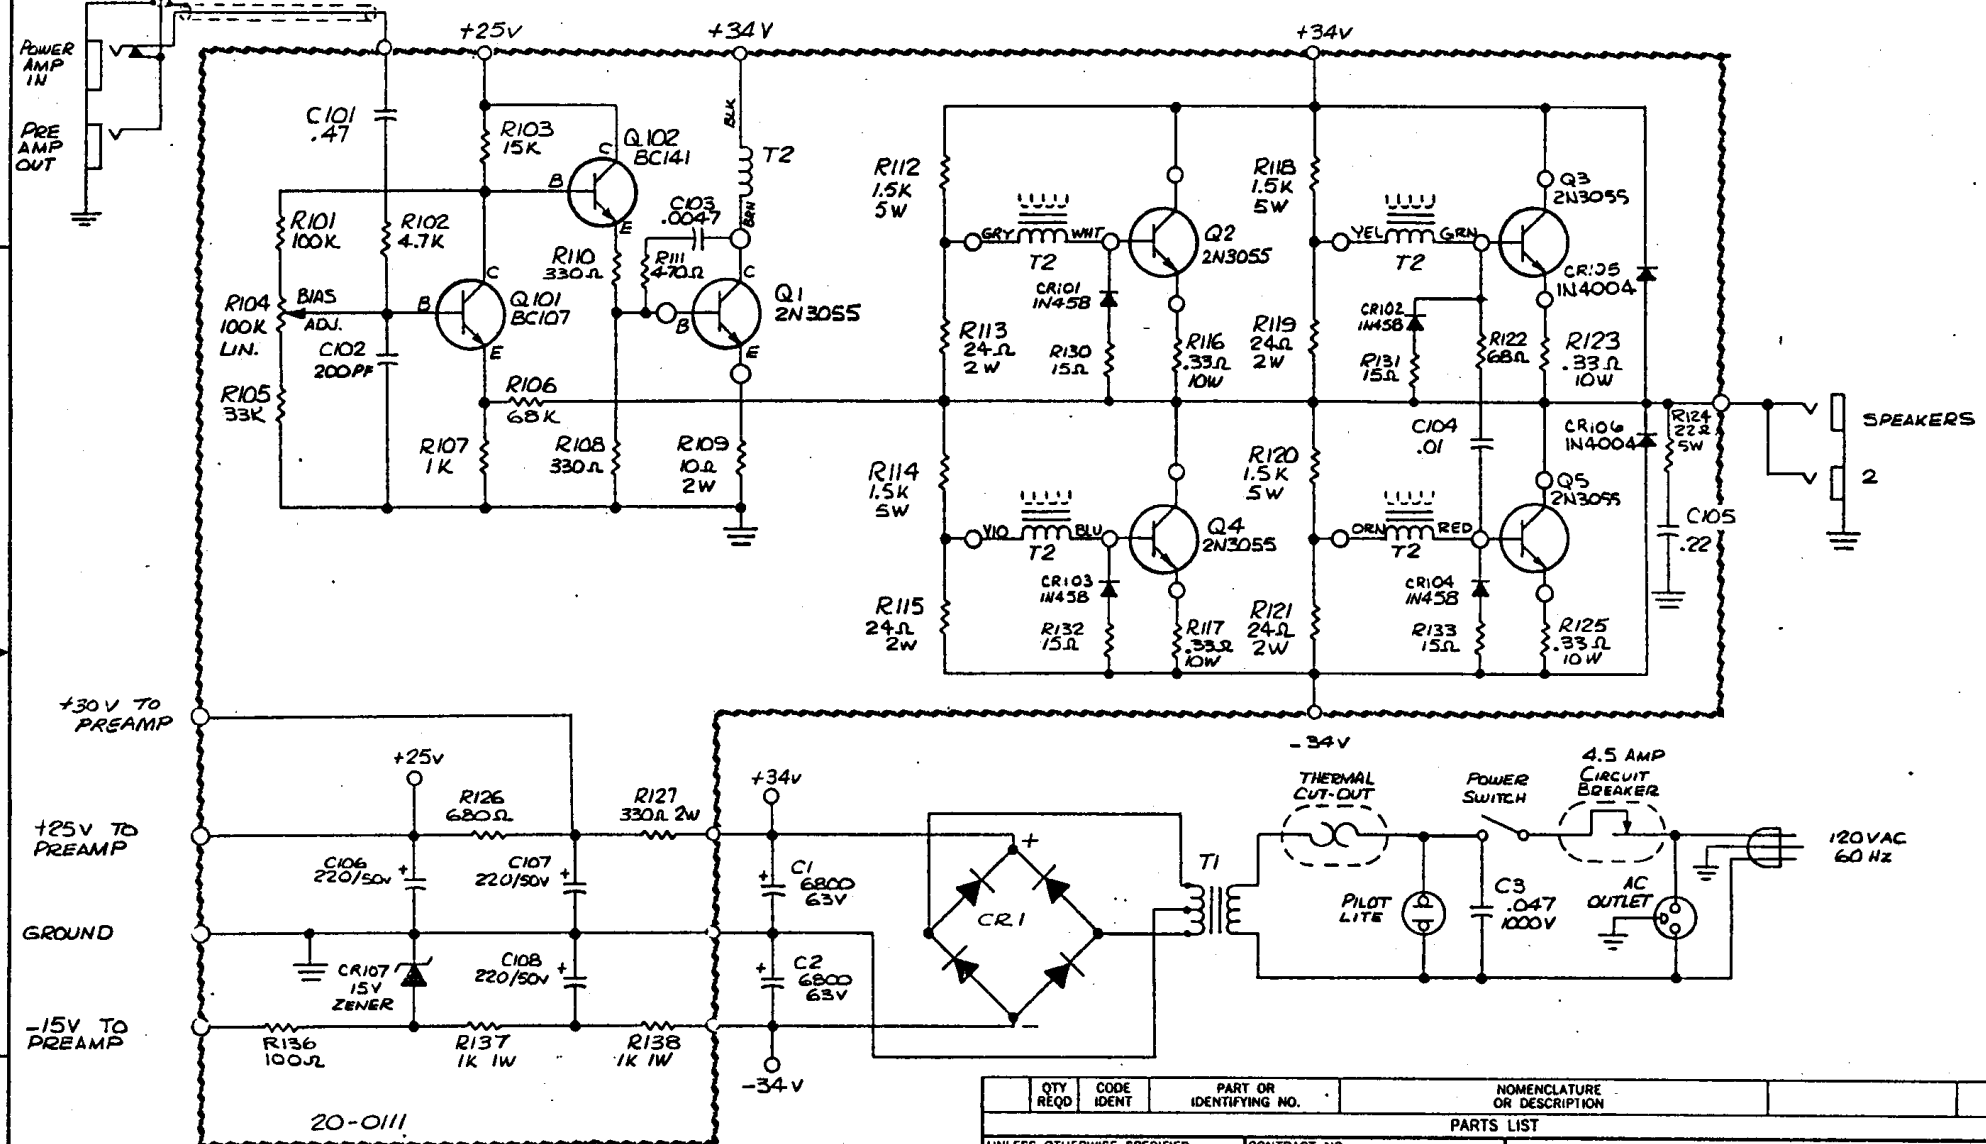 POWER
AMP
IN
PRE
AMP
OUT
+25V
+34V
+34V
C101
.47
R103
15K
Q102
BC141
C
B
E
BLK
T2
BRN
C103
.0047
R101
100K
R102
4.7K
R110
330Ω
R111
470Ω
R104
100K
LIN.
BIAS
ADJ.
B
C
E
Q101
BC107
B
C
E
Q1
2N3055
C102
200PF
R105
33K
R106
68K
R107
1K
R108
330Ω
R109
10Ω
2W
R112
1.5K
5W
GRY
WHT
T2
Q2
2N3055
CR101
1N458
R113
24Ω
2W
R130
15Ω
R116
.33Ω
10W
R118
1.5K
5W
YEL
GRN
T2
Q3
2N3055
CR105
1N4004
CR102
1N458
R119
24Ω
2W
R131
15Ω
R122
68Ω
R123
.33Ω
10W
R114
1.5K
5W
VIO
BLU
T2
Q4
2N3055
CR103
1N458
R115
24Ω
2W
R132
15Ω
R117
.33Ω
10W
R120
1.5K
5W
C104
.01
CR106
1N4004
R124
22Ω
5W
SPEAKERS
2
ORN
RED
T2
Q5
2N3055
C105
.22
CR104
1N458
R121
24Ω
2W
R133
15Ω
R125
.33Ω
10W
-34V
+30V TO
PREAMP
+25V TO
PREAMP
GROUND
-15V TO
PREAMP
+25V
R126
680Ω
R127
330Ω 2W
C106
220/50V
+
C107
220/50V
+
+34V
C1
6800
63V
+
CR107
15V
ZENER
C108
220/50V
+
C2
6800
63V
+
R136
100Ω
R137
1K 1W
R138
1K 1W
-34V
20-0111
+
CR1
-
T1
THERMAL
CUT-OUT
POWER
SWITCH
4.5 AMP
CIRCUIT
BREAKER
PILOT
LITE
C3
.047
1000V
AC
OUTLET
120VAC
60 Hz
QTY
REQD
CODE
IDENT
PART OR
IDENTIFYING NO.
NOMENCLATURE
OR DESCRIPTION
PARTS LIST
UNLESS OTHERWISE SPECIFIED
CONTRACT NO.